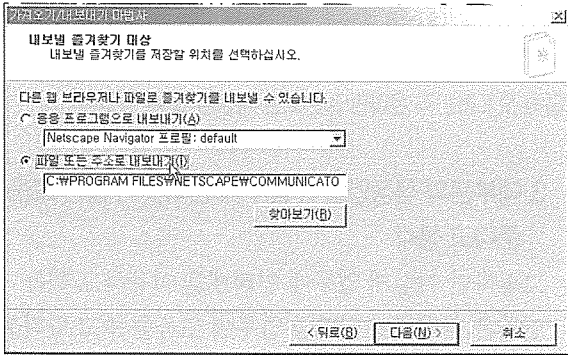 가져오기/내보내기 마법사
내보낼 즐겨찾기 대상
내보낼 즐겨찾기를 저장할 위치를 선택하십시오.
다른 웹 브라우저나 파일로 즐겨찾기를 내보낼 수 있습니다.
응용 프로그램으로 내보내기(A)
Netscape Navigator 프로필: default
파일 또는 주소로 내보내기(I)
C:₩PROGRAM FILES₩NETSCAPE₩COMMUNICATO
찾아보기(R)
< 뒤로(B) 다음(N) > 취소